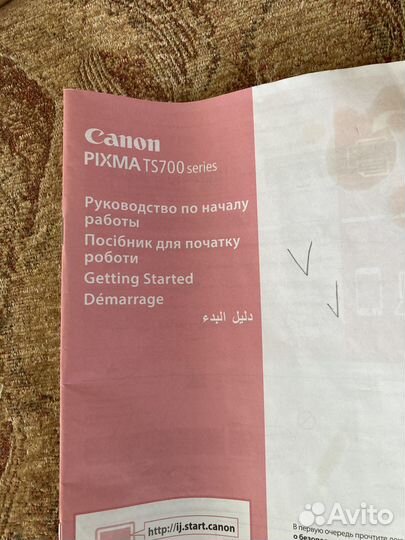 Canon
PIXMA TS700 series
Руководство по началу
работы
Посібник для початку
роботи
Getting Started
Démarrage
دليل البدء
http://ij.start.canon
В первую очередь прочтите
о безопа
Avito